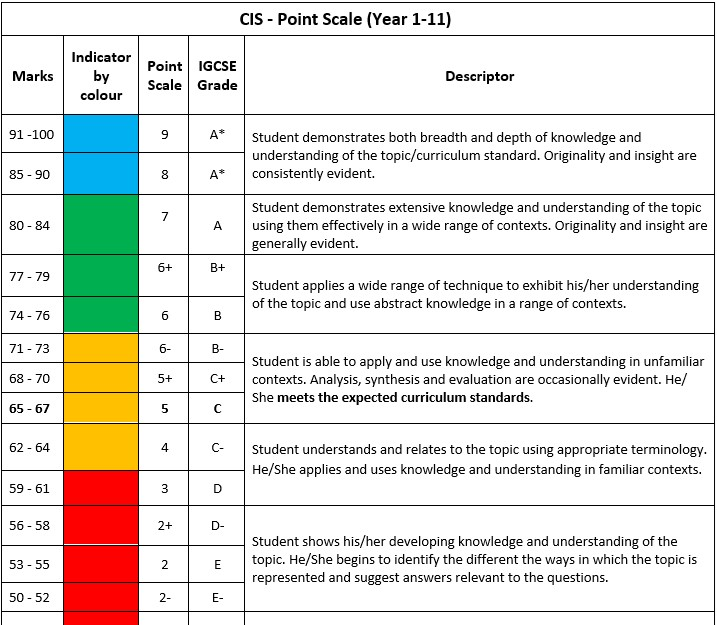 CIS - Point Scale (Year 1-11)
Marks Indicator by colour Point Scale IGCSE Grade Descriptor
91 -100 9 A*
85 - 90 8 A*
Student demonstrates both breadth and depth of knowledge and
understanding of the topic/curriculum standard. Originality and insight are
consistently evident.
80 - 84 7 A
Student demonstrates extensive knowledge and understanding of the topic
using them effectively in a wide range of contexts. Originality and insight are
generally evident.
77 - 79 6+ B+
74 - 76 6 B
Student applies a wide range of technique to exhibit his/her understanding
of the topic and use abstract knowledge in a range of contexts.
71 - 73 6- B-
68 - 70 5+ C+
65 - 67 5 C
Student is able to apply and use knowledge and understanding in unfamiliar
contexts. Analysis, synthesis and evaluation are occasionally evident. He/
She meets the expected curriculum standards.
62 - 64 4 C-
59 - 61 3 D
Student understands and relates to the topic using appropriate terminology.
He/She applies and uses knowledge and understanding in familiar contexts.
56 - 58 2+ D-
53 - 55 2 E
50 - 52 2- E-
Student shows his/her developing knowledge and understanding of the
topic. He/She begins to identify the different the ways in which the topic is
represented and suggest answers relevant to the questions.